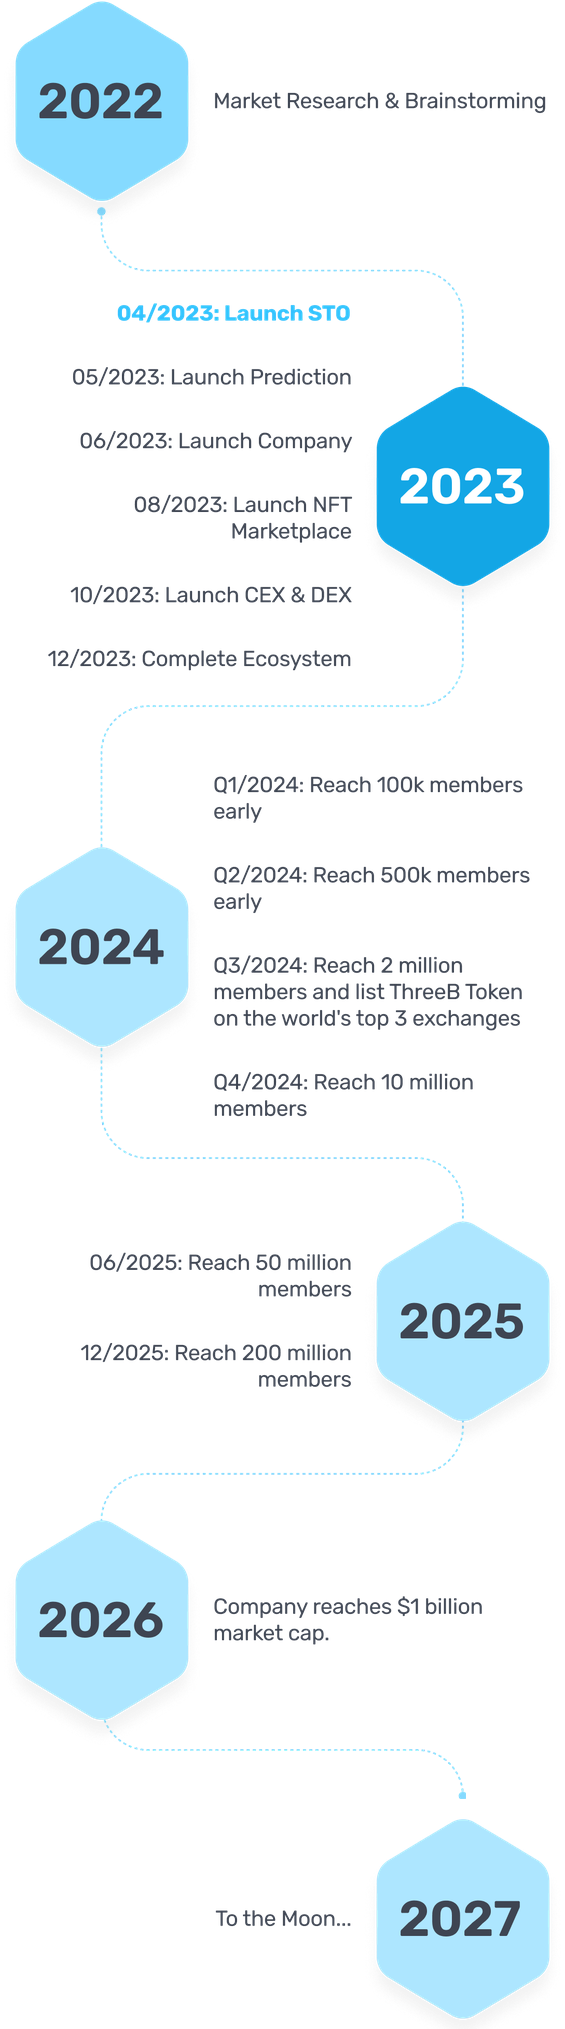 2022
Market Research & Brainstorming
04/2023: Launch STO
05/2023: Launch Prediction
06/2023: Launch Company
08/2023: Launch NFT
Marketplace
10/2023: Launch CEX & DEX
12/2023: Complete Ecosystem
2023
Q1/2024: Reach 100k members
early
Q2/2024: Reach 500k members
early
Q3/2024: Reach 2 million
members and list ThreeB Token
on the world's top 3 exchanges
Q4/2024: Reach 10 million
members
2024
06/2025: Reach 50 million
members
12/2025: Reach 200 million
members
2025
2026
Company reaches $1 billion
market cap.
To the Moon...
2027